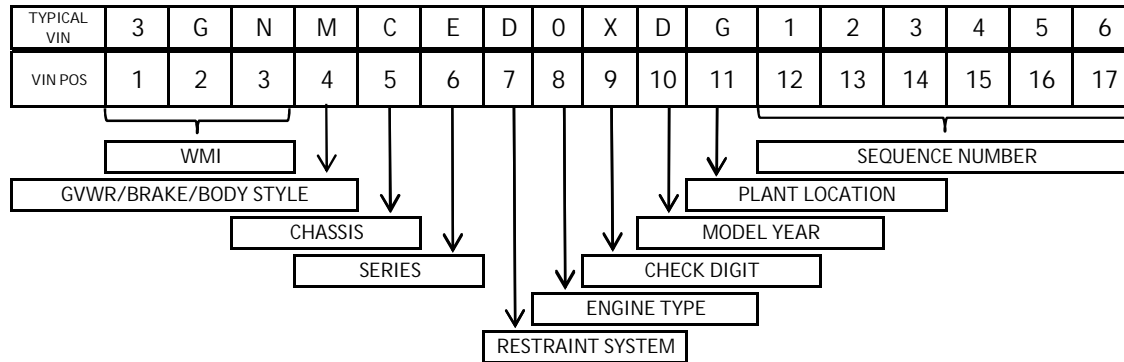 TYPICAL VIN 3 G N M C E D 0 X D G 1 2 3 4 5 6
VIN POS 1 2 3 4 5 6 7 8 9 10 11 12 13 14 15 16 17
WMI SEQUENCE NUMBER
GVWR/BRAKE/BODY STYLE PLANT LOCATION
CHASSIS MODEL YEAR
SERIES CHECK DIGIT
ENGINE TYPE
RESTRAINT SYSTEM